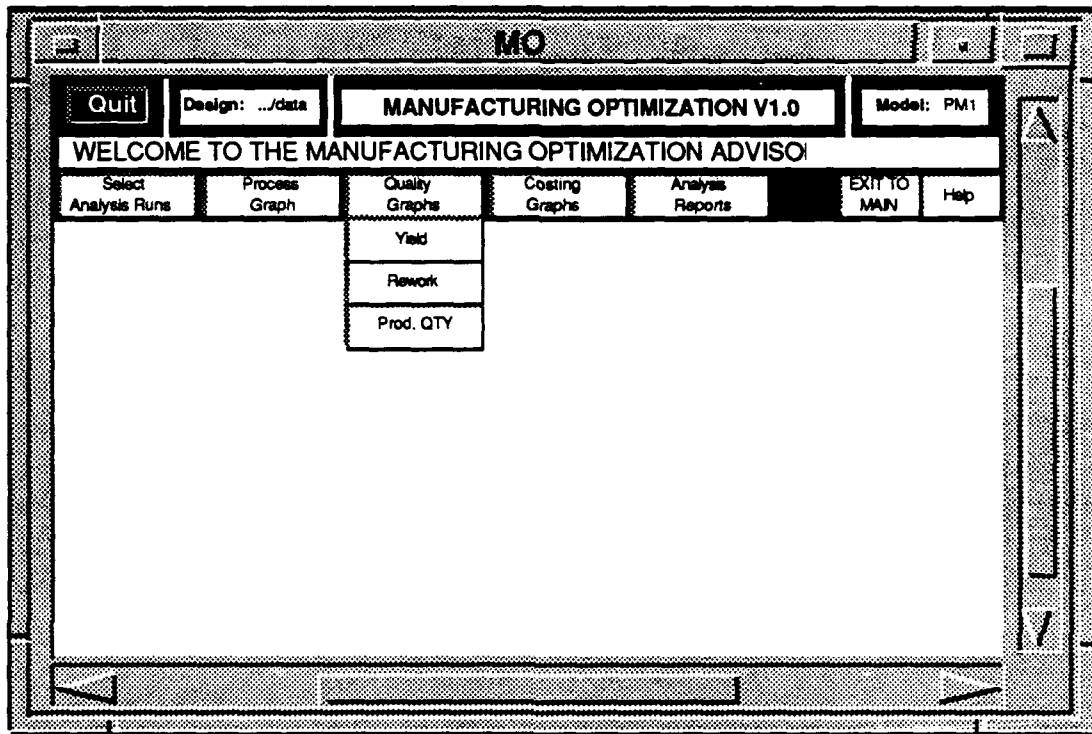 MO
Quit
Design: .../data
MANUFACTURING OPTIMIZATION V1.0
Model: PM1
WELCOME TO THE MANUFACTURING OPTIMIZATION ADVISO
Select
Analysis Runs
Process
Graph
Quality
Graphs
Costing
Graphs
Analysis
Reports
EXIT TO
MAIN
Help
Yield
Rework
Prod. QTY